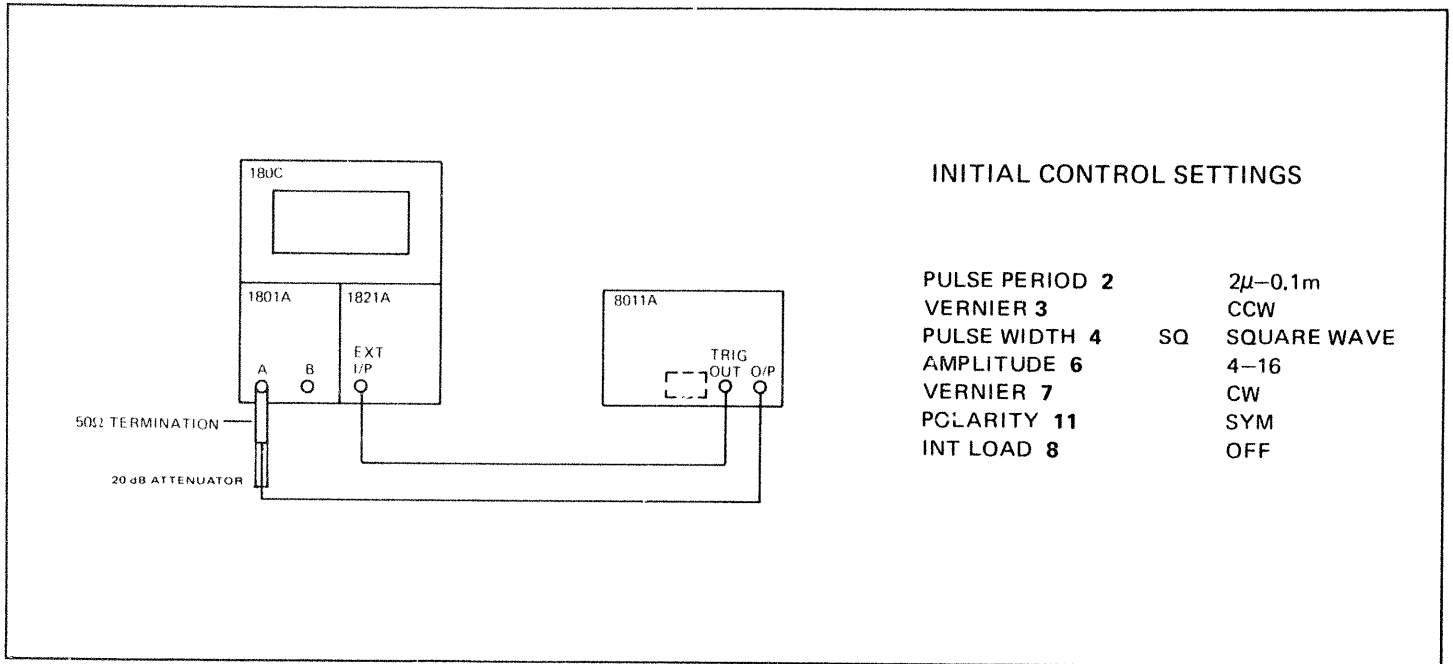 180C
1801A
1821A
EXT
I/P
A
B
50Ω TERMINATION
20 dB ATTENUATOR
8011A
TRIG
OUT O/P
INITIAL CONTROL SETTINGS
PULSE PERIOD 2 2μ–0.1m
VERNIER 3 CCW
PULSE WIDTH 4 SQ SQUARE WAVE
AMPLITUDE 6 4–16
VERNIER 7 CW
POLARITY 11 SYM
INT LOAD 8 OFF